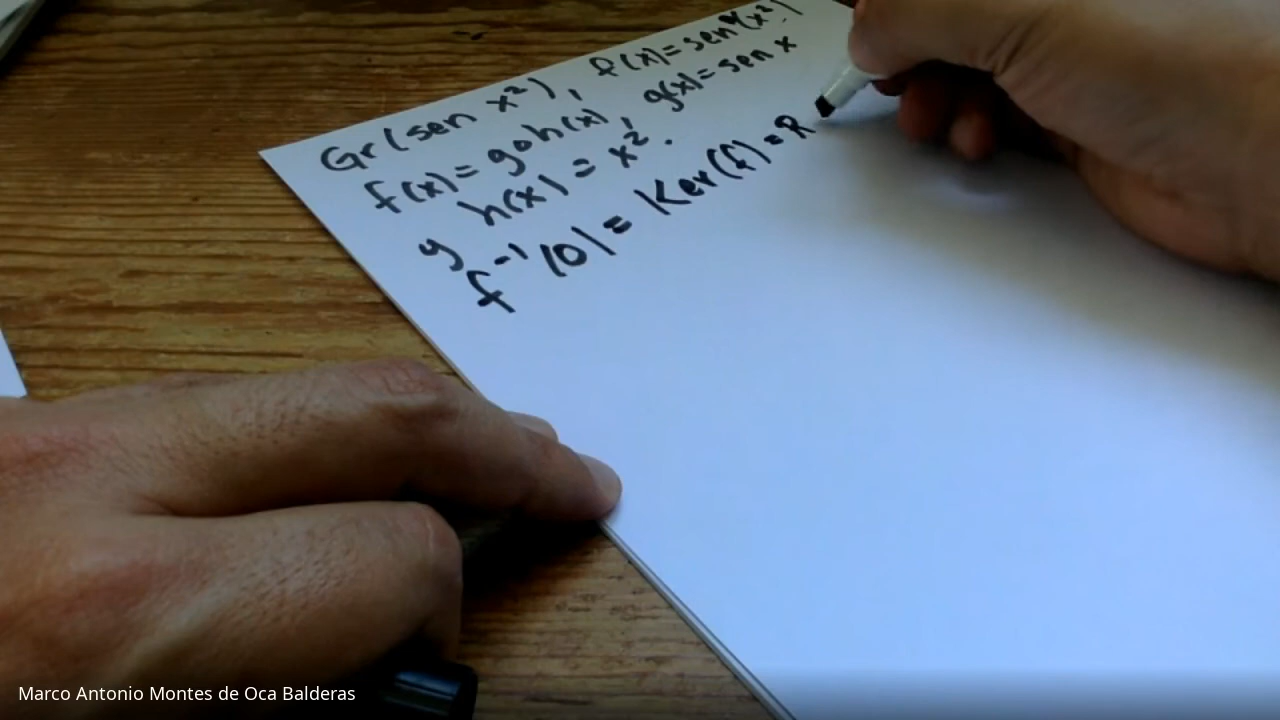 Gr(sen x²), f(x)= sen(x²)
f(x)= g∘h(x), g(x)= sen x
y h(x) = x².
f⁻¹(0) = Ker(f) = R
Marco Antonio Montes de Oca Balderas